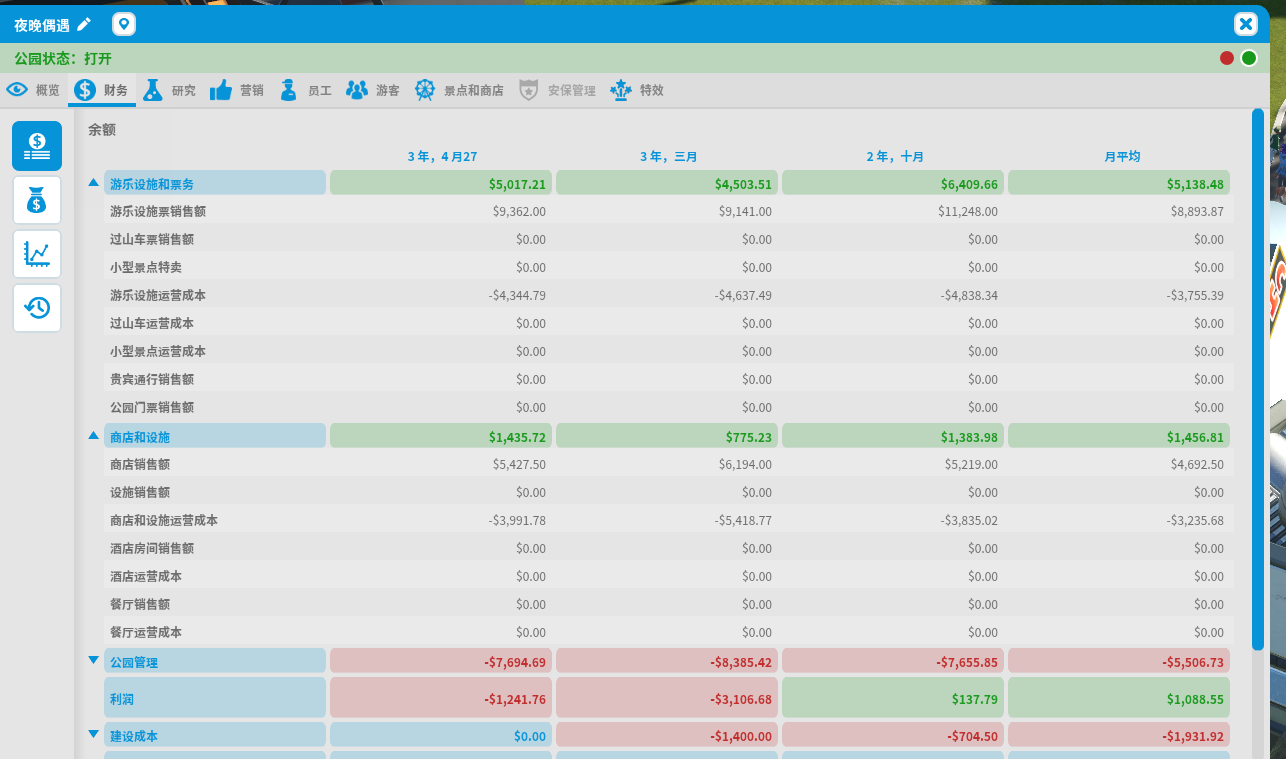 夜晚偶遇
公园状态：打开
概览 财务 研究 营销 员工 游客 景点和商店 安保管理 特效
余额
3 年，4 月27 3 年，三月 2 年，十月 月平均
游乐设施和票务 $5,017.21 $4,503.51 $6,409.66 $5,138.48
游乐设施票销售额 $9,362.00 $9,141.00 $11,248.00 $8,893.87
过山车票销售额 $0.00 $0.00 $0.00 $0.00
小型景点特卖 $0.00 $0.00 $0.00 $0.00
游乐设施运营成本 -$4,344.79 -$4,637.49 -$4,838.34 -$3,755.39
过山车运营成本 $0.00 $0.00 $0.00 $0.00
小型景点运营成本 $0.00 $0.00 $0.00 $0.00
贵宾通行销售额 $0.00 $0.00 $0.00 $0.00
公园门票销售额 $0.00 $0.00 $0.00 $0.00
商店和设施 $1,435.72 $775.23 $1,383.98 $1,456.81
商店销售额 $5,427.50 $6,194.00 $5,219.00 $4,692.50
设施销售额 $0.00 $0.00 $0.00 $0.00
商店和设施运营成本 -$3,991.78 -$5,418.77 -$3,835.02 -$3,235.68
酒店房间销售额 $0.00 $0.00 $0.00 $0.00
酒店运营成本 $0.00 $0.00 $0.00 $0.00
餐厅销售额 $0.00 $0.00 $0.00 $0.00
餐厅运营成本 $0.00 $0.00 $0.00 $0.00
公园管理 -$7,694.69 -$8,385.42 -$7,655.85 -$5,506.73
利润 -$1,241.76 -$3,106.68 $137.79 $1,088.55
建设成本 $0.00 -$1,400.00 -$704.50 -$1,931.92